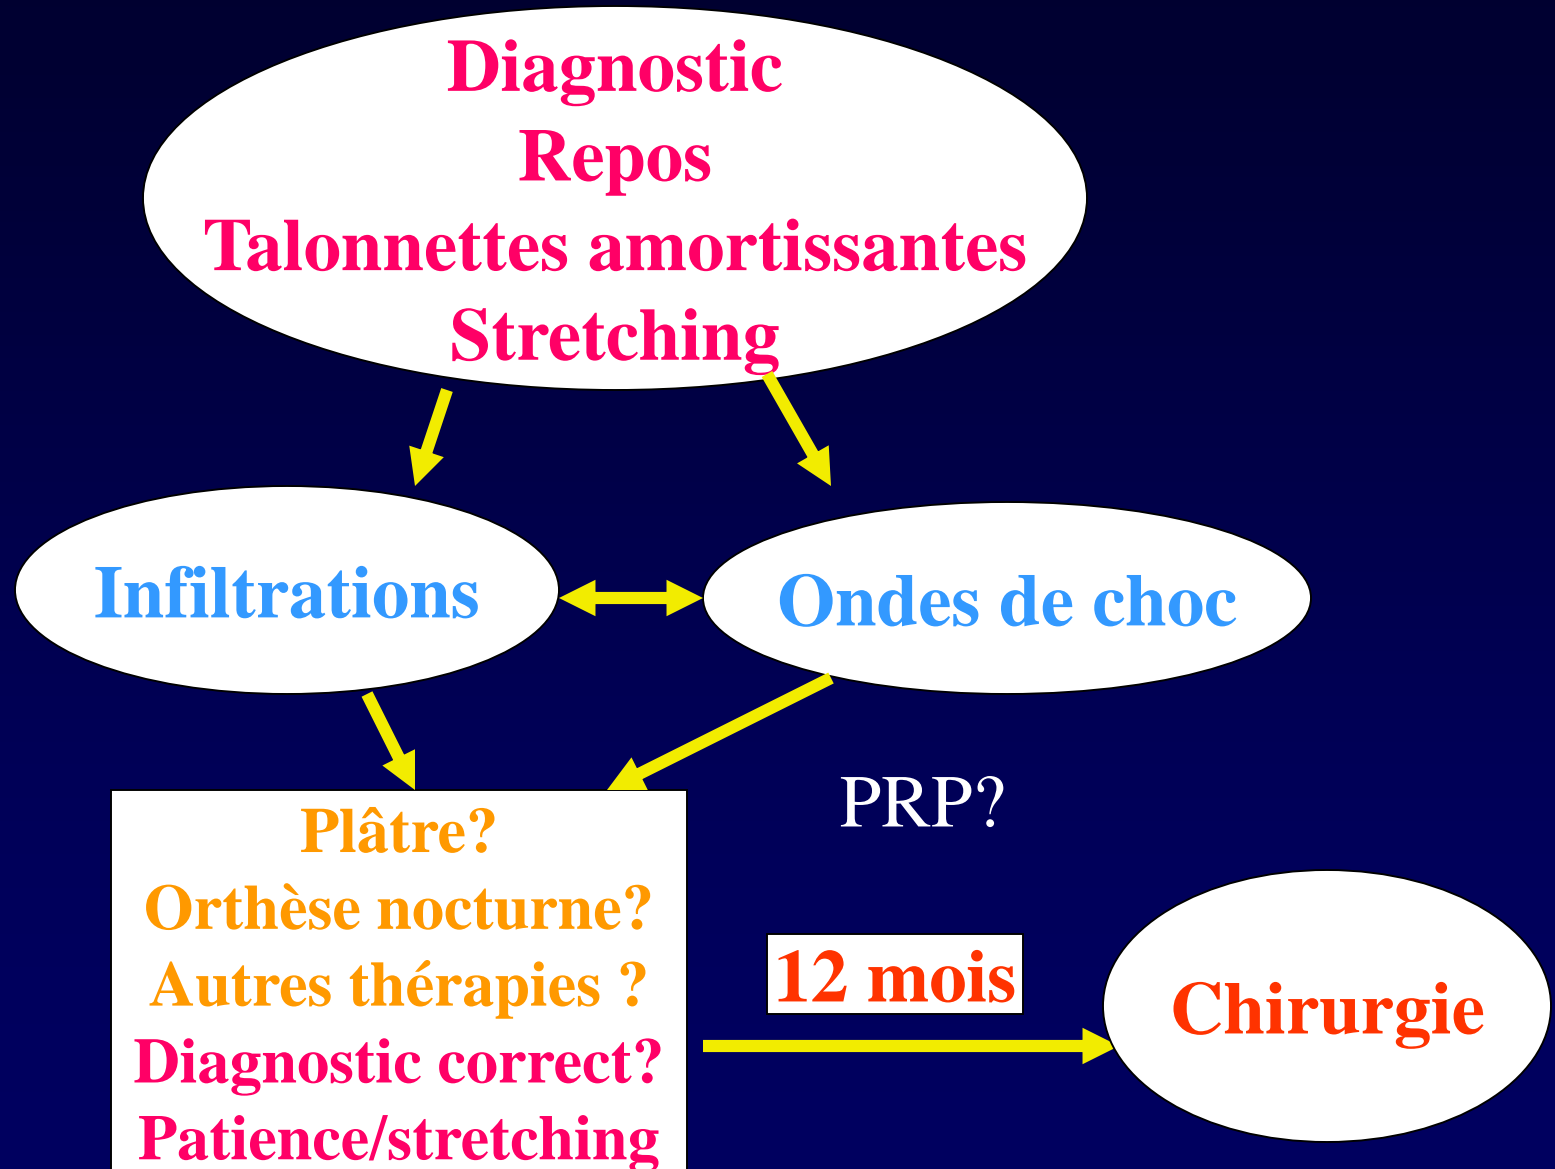 Diagnostic
Repos
Talonnettes amortissantes
Stretching
Infiltrations
Ondes de choc
PRP?
Plâtre?
Orthèse nocturne?
Autres thérapies ?
Diagnostic correct?
Patience/stretching
12 mois
Chirurgie